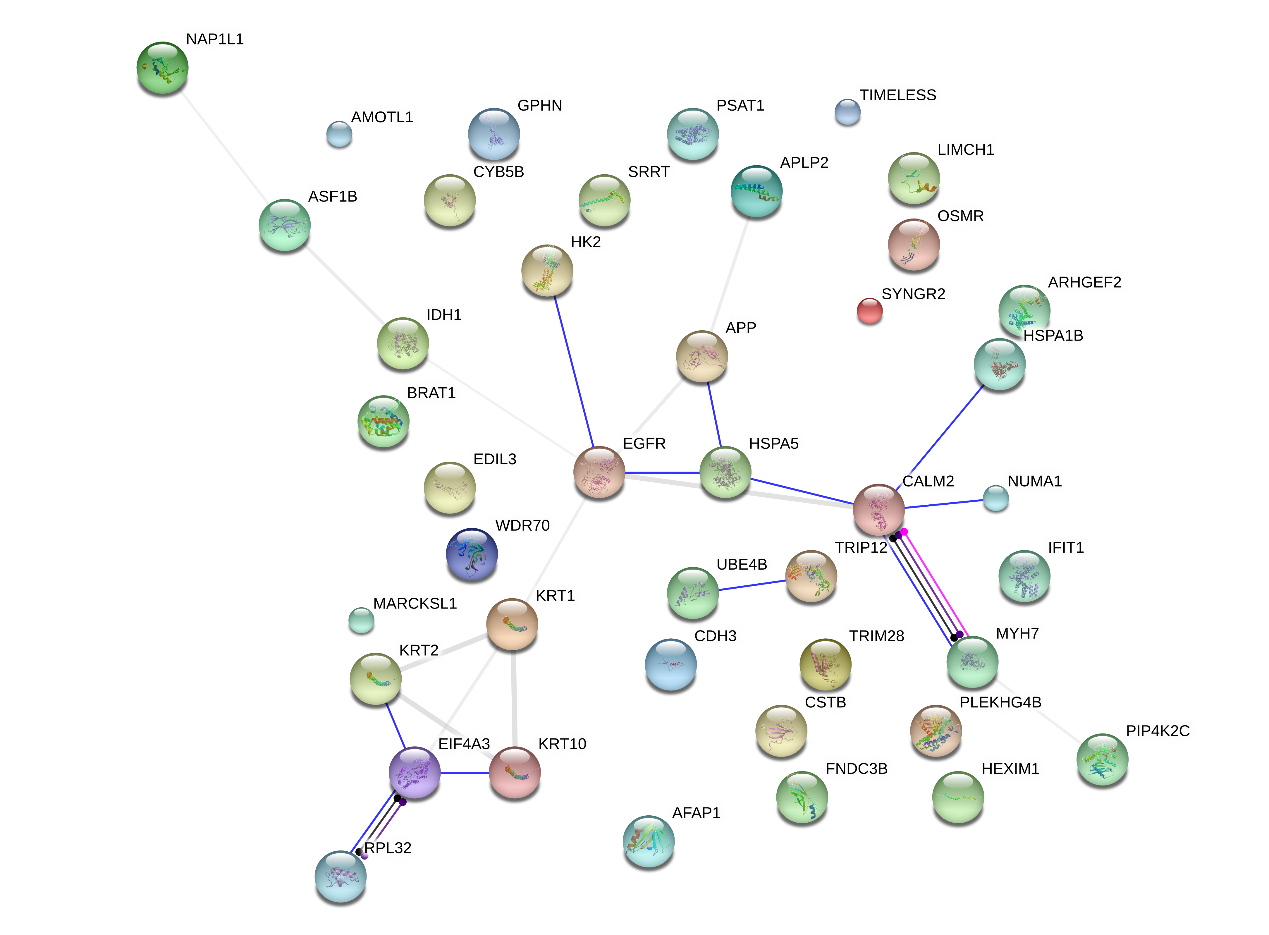 NAP1L1
TIMELESS
GPHN
PSAT1
AMOTL1
LIMCH1
APLP2
CYB5B
SRRT
ASF1B
OSMR
HK2
ARHGEF2
SYNGR2
IDH1
APP
HSPA1B
BRAT1
EGFR
HSPA5
EDIL3
CALM2
NUMA1
WDR70
TRIP12
IFIT1
UBE4B
KRT1
MARCKSL1
CDH3
TRIM28
MYH7
KRT2
CSTB
PLEKHG4B
PIP4K2C
EIF4A3
KRT10
FNDC3B
HEXIM1
AFAP1
RPL32